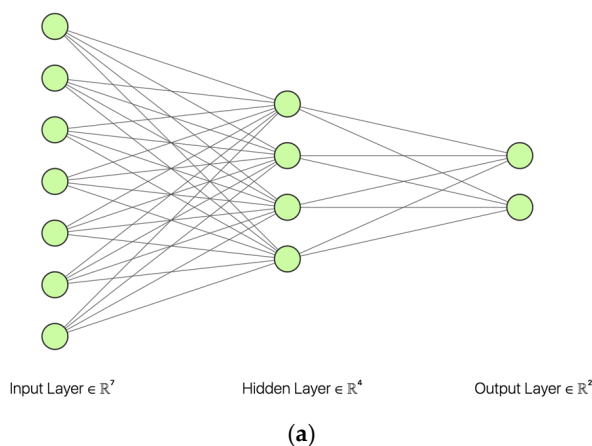 Input Layer ∈ ℝ⁷ Hidden Layer ∈ ℝ⁴ Output Layer ∈ ℝ²
(a)